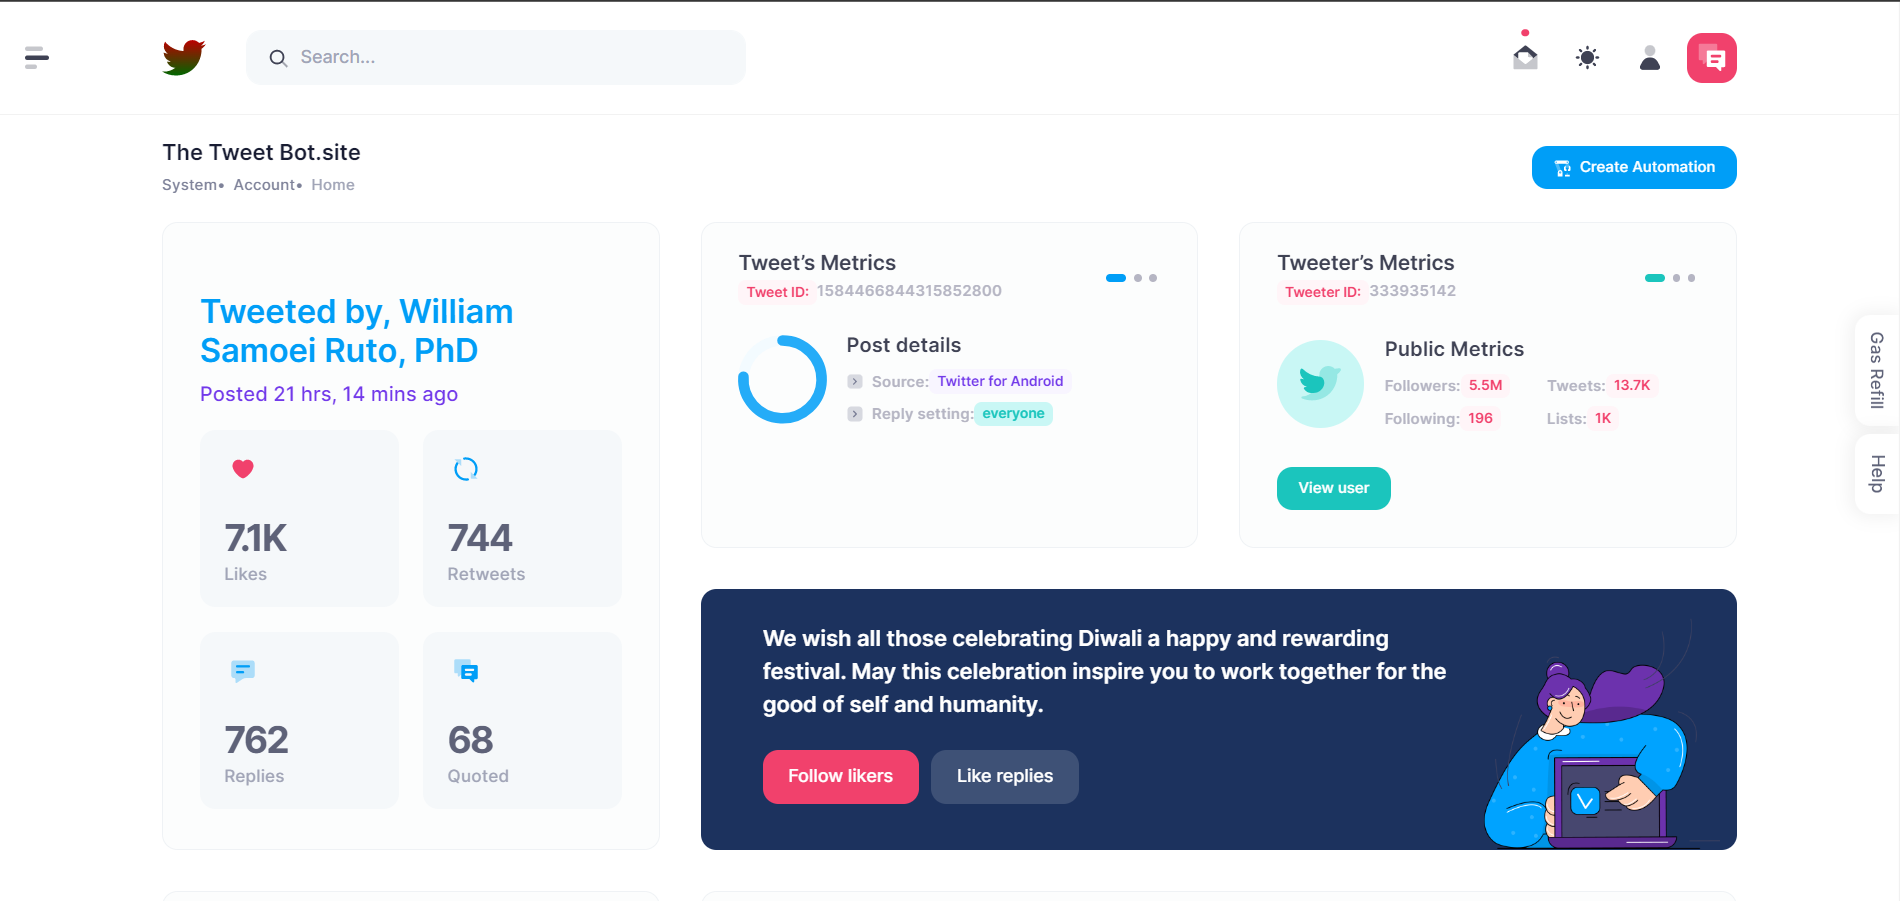 Search...
The Tweet Bot.site
System• Account• Home
Create Automation
Tweeted by, William
Samoei Ruto, PhD
Posted 21 hrs, 14 mins ago
7.1K
Likes
744
Retweets
762
Replies
68
Quoted
Tweet's Metrics
Tweet ID: 1584466844315852800
Post details
Source: Twitter for Android
Reply setting: everyone
Tweeter's Metrics
Tweeter ID: 333935142
Public Metrics
Followers: 5.5M
Tweets: 13.7K
Following: 196
Lists: 1K
View user
We wish all those celebrating Diwali a happy and rewarding
festival. May this celebration inspire you to work together for the
good of self and humanity.
Follow likers
Like replies
Gas Refill
Help